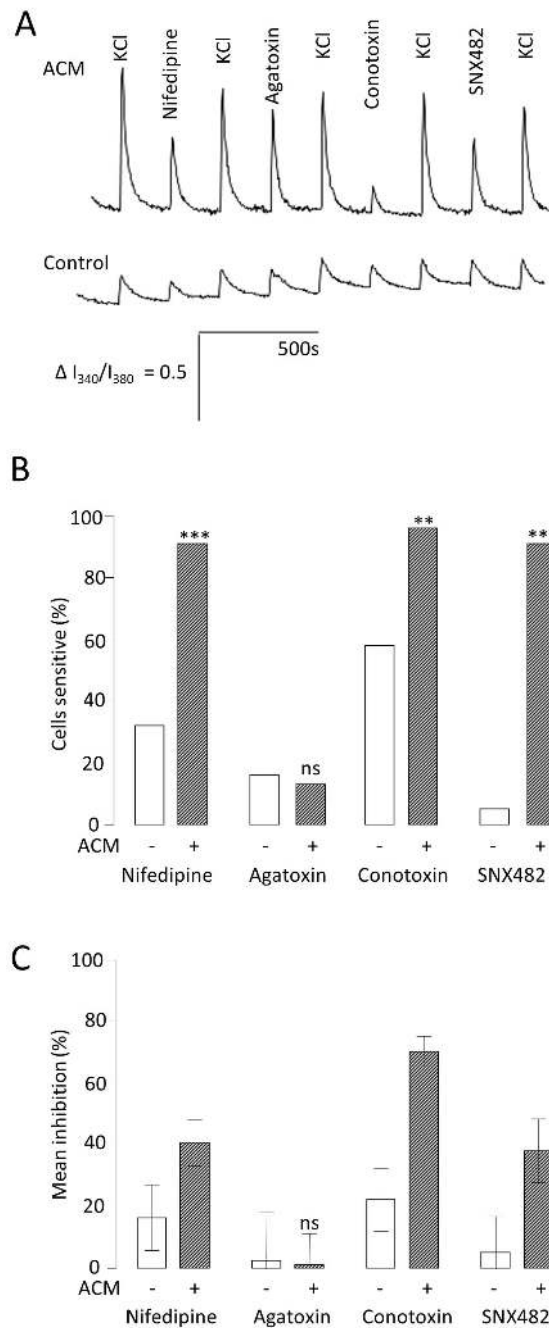 A
ACM
KCl
Nifedipine
KCl
Agatoxin
KCl
Conotoxin
KCl
SNX482
KCl
Control
500s
Δ I340/I380 = 0.5
B
100
80
60
40
20
0
Cells sensitive (%)
***
ns
**
**
ACM - + - + - + - +
Nifedipine Agatoxin Conotoxin SNX482
C
100
80
60
40
20
0
Mean inhibition (%)
ns
ACM - + - + - + - +
Nifedipine Agatoxin Conotoxin SNX482